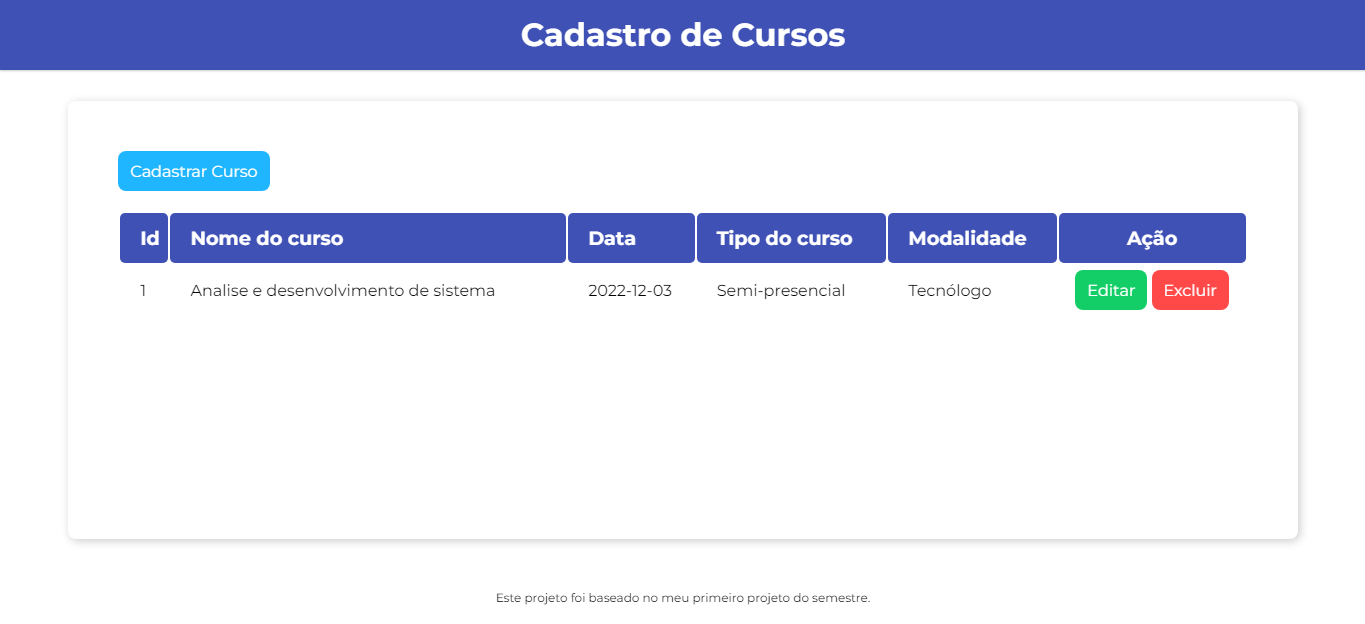 Cadastro de Cursos
Cadastrar Curso
Id Nome do curso Data Tipo do curso Modalidade Ação
1 Analise e desenvolvimento de sistema 2022-12-03 Semi-presencial Tecnólogo Editar Excluir
Este projeto foi baseado no meu primeiro projeto do semestre.